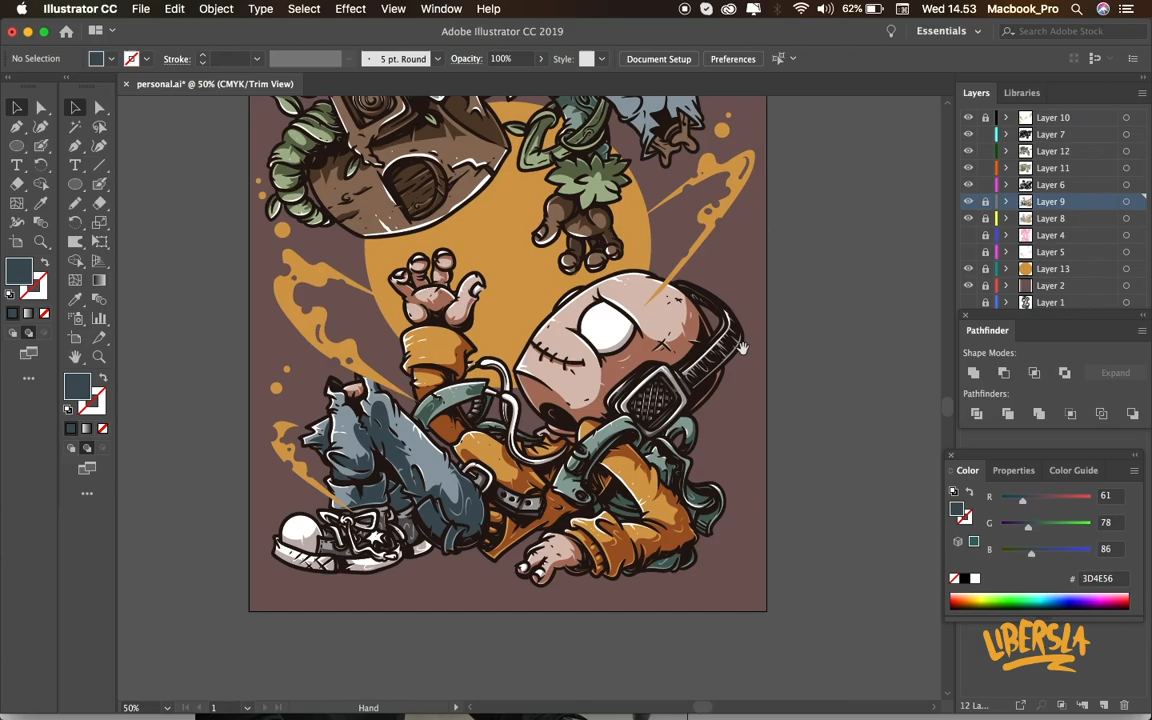 Illustrator CC File Edit Object Type Select Effect View Window Help 62% Wed 14.53 Macbook_Pro
Adobe Illustrator CC 2019 Essentials Search Adobe Stock
No Selection Stroke: 5 pt. Round Opacity: 100% Style: Document Setup Preferences
personal.ai* @ 50% (CMYK/Trim View)
Layers Libraries
Layer 10
Layer 7
Layer 12
Layer 11
Layer 6
Layer 9
Layer 8
Layer 4
Layer 5
Layer 13
Layer 2
Layer 1
Pathfinder
Shape Modes:
Expand
Pathfinders:
Color Properties Color Guide
R 61
G 78
B 86
# 3D4E56
LIBERSLA
50% 1 Hand 12 La...